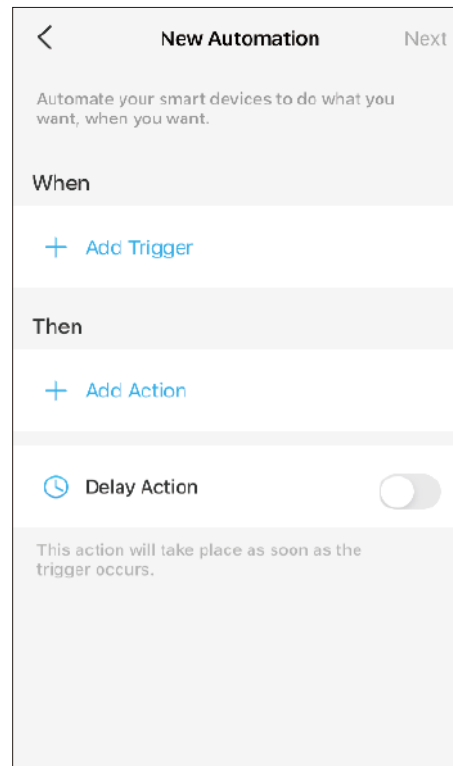 New Automation Next
Automate your smart devices to do what you
want, when you want.
When
Add Trigger
Then
Add Action
Delay Action
This action will take place as soon as the
trigger occurs.